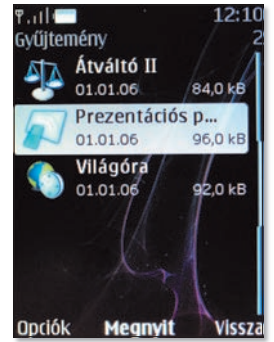 12:10
Gyűjtemény 2
Átváltó II
01.01.06 84,0 kB
Prezentációs p...
01.01.06 96,0 kB
Világóra
01.01.06 92,0 kB
Opciók Megnyit Vissza